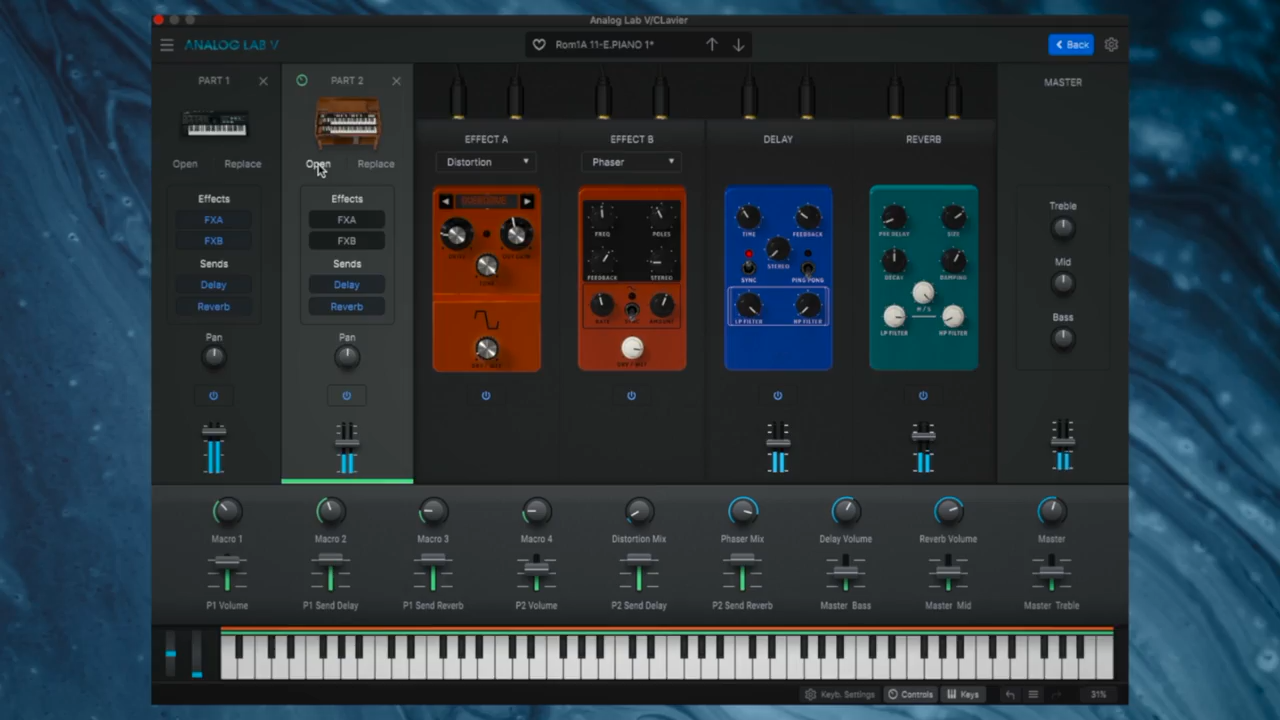 Analog Lab V/CLavier
ANALOG LAB V
Rom1A 11-E.PIANO 1*
Back
PART 1
PART 2
EFFECT A
EFFECT B
DELAY
REVERB
MASTER
Open
Replace
Open
Replace
Distortion
Phaser
Effects
FXA
FXB
Sends
Delay
Reverb
Pan
Effects
FXA
FXB
Sends
Delay
Reverb
Pan
TONE
DRY / WET
FREQ
POLES
FEEDBACK
STEREO
RATE
SYNC
AMOUNT
DRY / WET
TIME
FEEDBACK
STEREO
SYNC
PING PONG
LP FILTER
HP FILTER
PRE DELAY
SIZE
DECAY
DAMPING
M / S
LP FILTER
HP FILTER
Treble
Mid
Bass
Macro 1
Macro 2
Macro 3
Macro 4
Distortion Mix
Phaser Mix
Delay Volume
Reverb Volume
Master
P1 Volume
P1 Send Delay
P1 Send Reverb
P2 Volume
P2 Send Delay
P2 Send Reverb
Master Bass
Master Mid
Master Treble
Keyb. Settings
Controls
Keys
31%